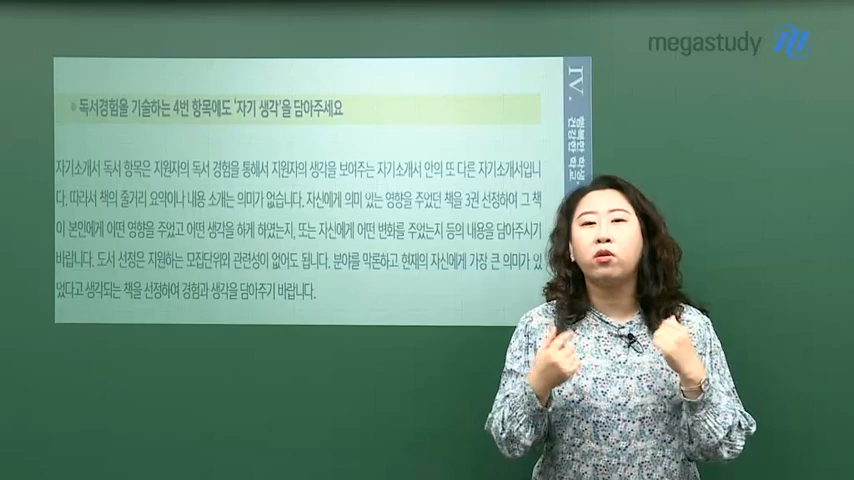 megastudy
독서경험을 기술하는 4번 항목에도 '자기 생각'을 담아주세요
자기소개서 독서 항목은 지원자의 독서 경험을 통해서 지원자의 생각을 보여주는 자기소개서 안의 또 다른 자기소개서입니
다. 따라서 책의 줄거리 요약이나 내용 소개는 의미가 없습니다. 자신에게 의미 있는 영향을 주었던 책을 3권 선정하여 그 책
이 본인에게 어떤 영향을 주었고 어떤 생각을 하게 하였는지, 또는 자신에게 어떤 변화를 주었는지 등의 내용을 담아주시기
바랍니다. 도서 선정은 지원하는 모집단위와 관련성이 없어도 됩니다. 분야를 막론하고 현재의 자신에게 가장 큰 의미가 있
었다고 생각되는 책을 선정하여 경험과 생각을 담아주기 바랍니다.
IV.
행복한 학생
건강한 학교